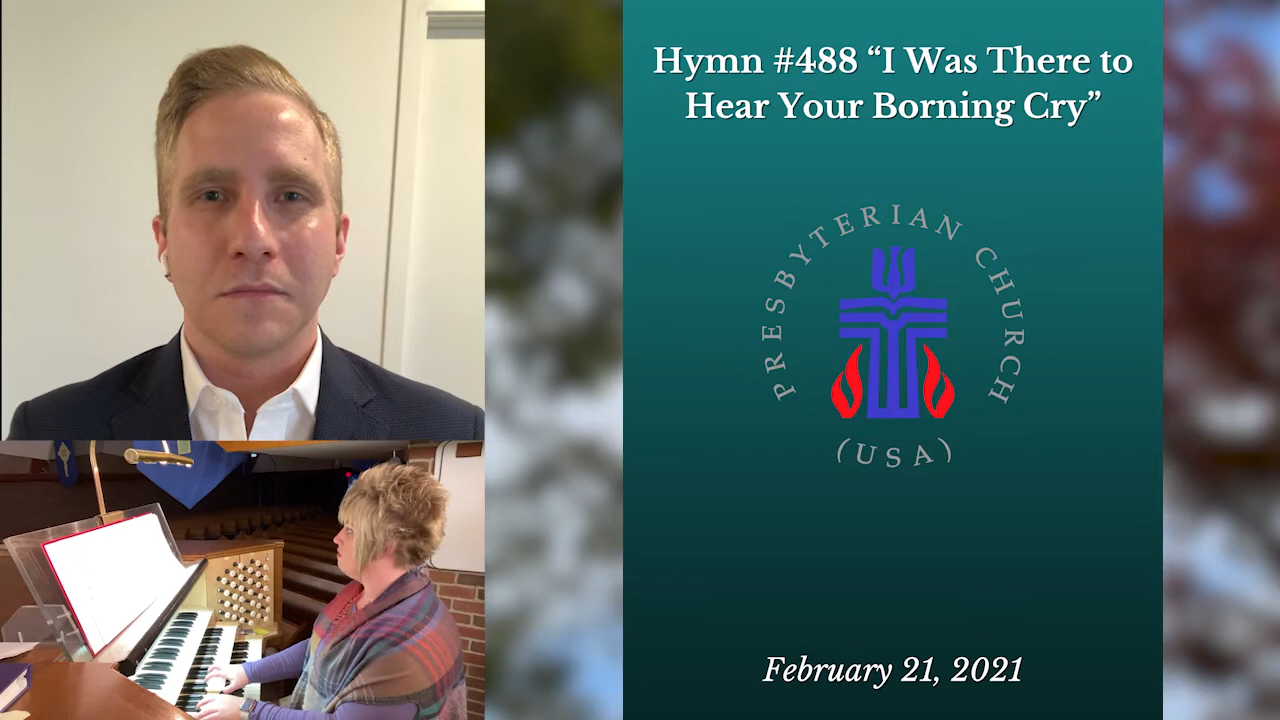 Hymn #488 “I Was There to
Hear Your Borning Cry”
PRESBYTERIAN CHURCH
(USA)
February 21, 2021